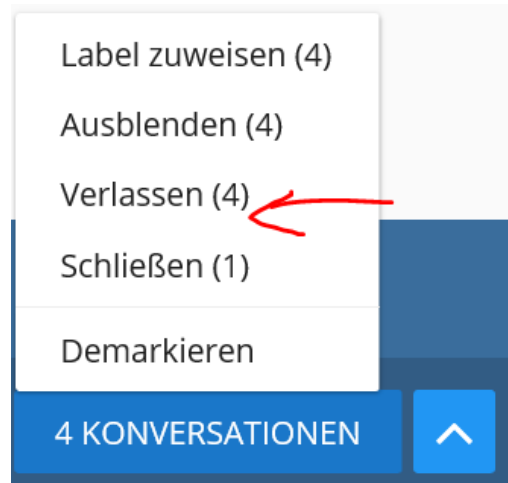 Label zuweisen (4)
Ausblenden (4)
Verlassen (4)
Schließen (1)
Demarkieren
4 KONVERSATIONEN